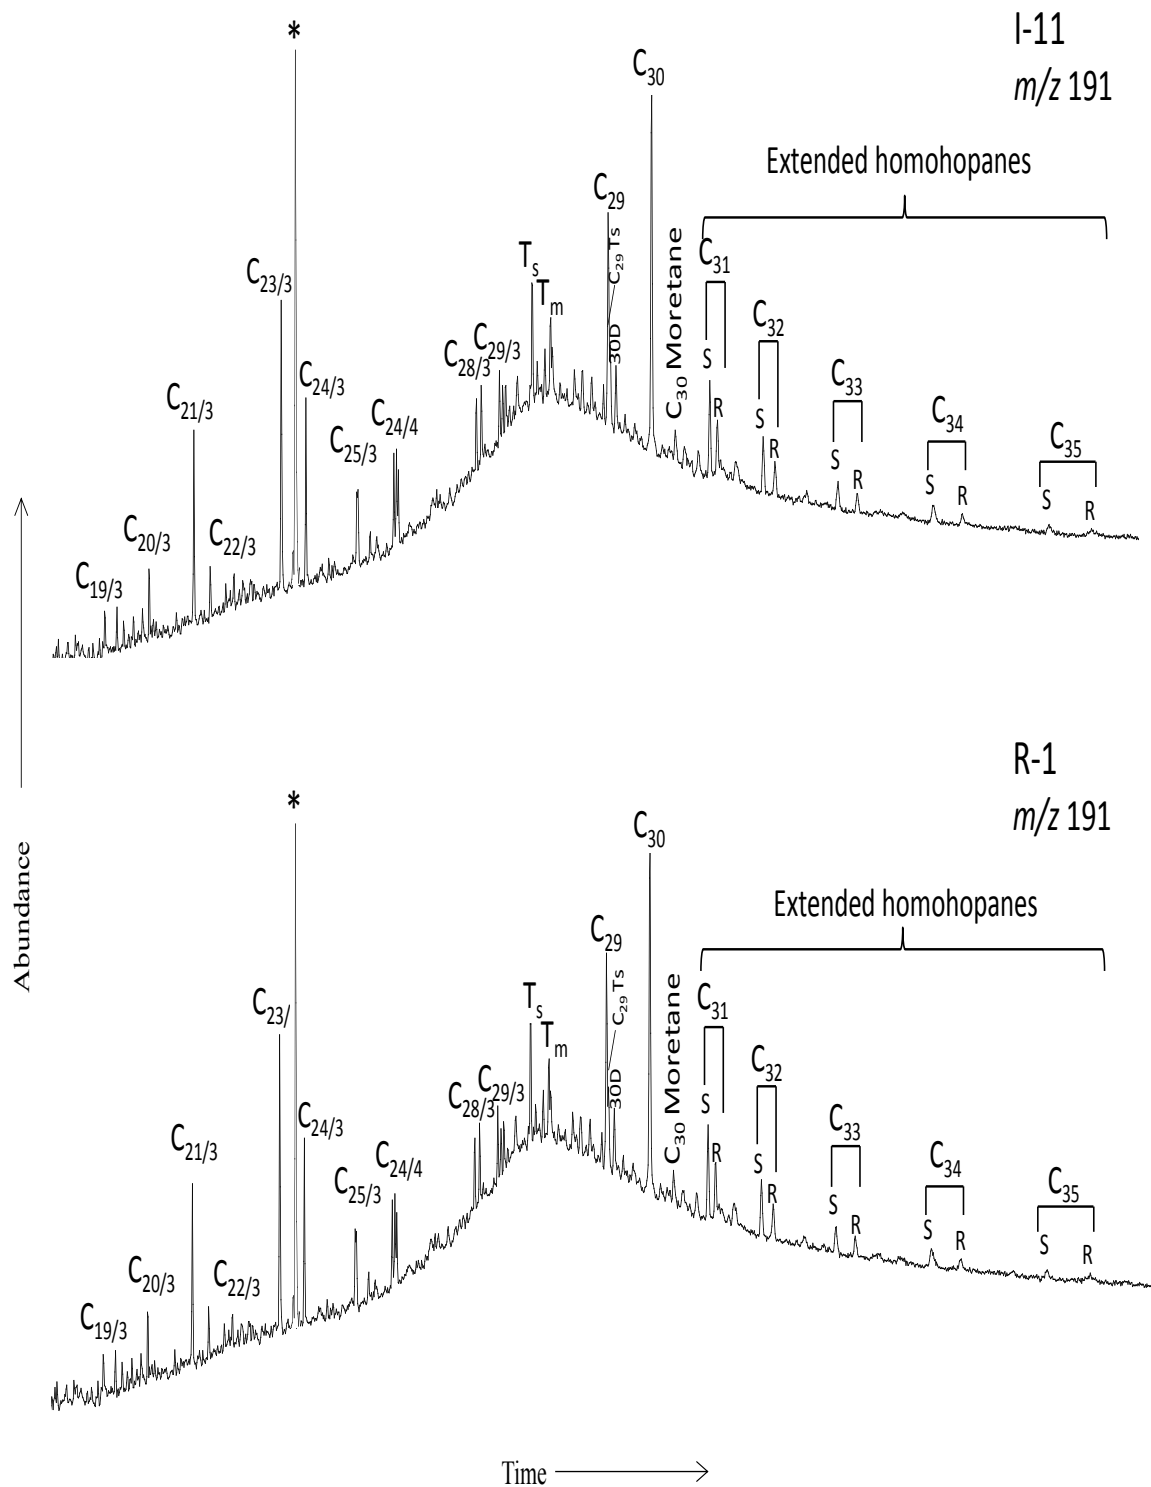 I-11
m/z 191
*
C30
Extended homohopanes
C29
C29 Ts
C31
Ts
Tm
C23/3
30D
C30 Moretane
C32
S
R
C28/3
C29/3
C24/3
C33
C21/3
C24/4
C25/3
S
R
C34
S
R
C35
S
R
S
R
C20/3
C22/3
C19/3
Abundance
R-1
m/z 191
*
C30
Extended homohopanes
C29
C29 Ts
C31
Ts
Tm
C23/
30D
C30 Moretane
C32
S
R
C28/3
C29/3
C24/3
C33
C21/3
C24/4
C25/3
S
R
C34
S
R
C35
S
R
S
R
C20/3
C22/3
C19/3
Time